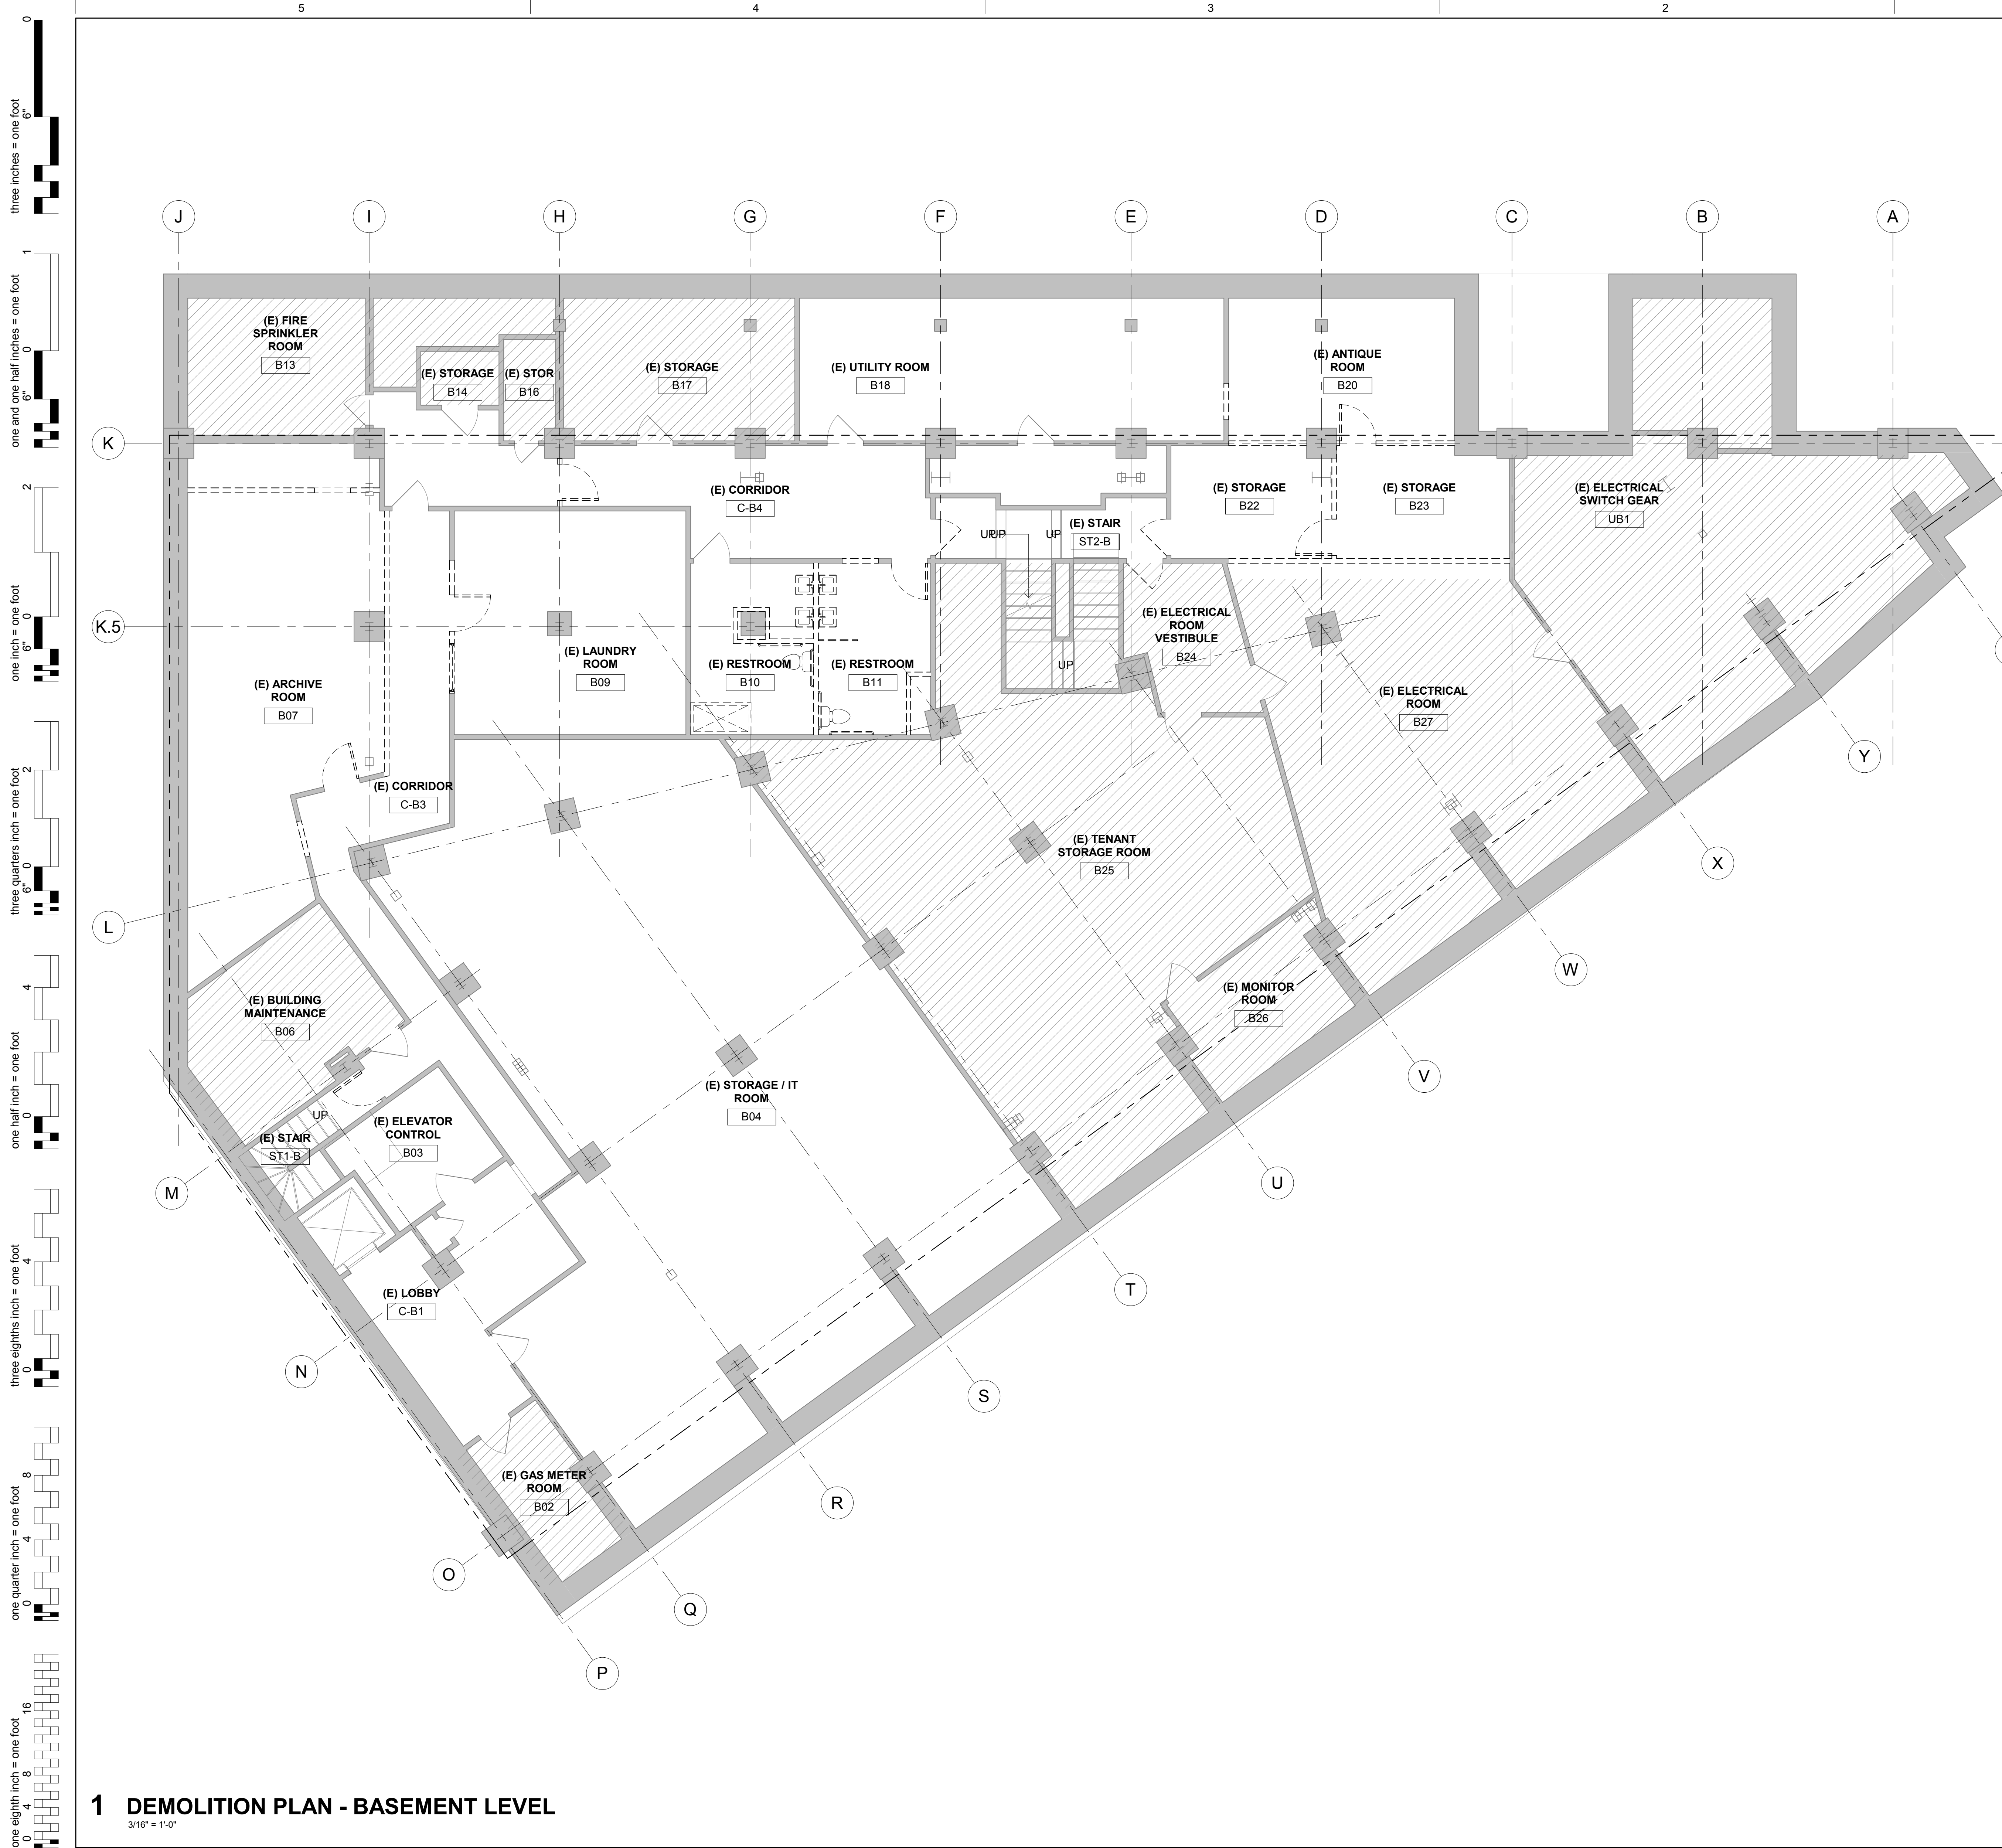 5 4 3 2
J I H G F E D C B A
K
K.5
L
M
N
O
P
Q
R
S
T
U
V
W
X
Y
(E) FIRE
SPRINKLER
ROOM
B13
(E) STORAGE
B14
(E) STOR
B16
(E) STORAGE
B17
(E) UTILITY ROOM
B18
(E) ANTIQUE
ROOM
B20
(E) CORRIDOR
C-B4
(E) STAIR
ST2-B
UP
UP
UP
UP
(E) STORAGE
B22
(E) STORAGE
B23
(E) ELECTRICAL
SWITCH GEAR
UB1
(E) ARCHIVE
ROOM
B07
(E) LAUNDRY
ROOM
B09
(E) RESTROOM
B10
(E) RESTROOM
B11
(E) ELECTRICAL
ROOM
VESTIBULE
B24
(E) ELECTRICAL
ROOM
B27
(E) CORRIDOR
C-B3
(E) TENANT
STORAGE ROOM
B25
(E) MONITOR
ROOM
B26
(E) BUILDING
MAINTENANCE
B06
UP
(E) STAIR
ST1-B
(E) ELEVATOR
CONTROL
B03
(E) STORAGE / IT
ROOM
B04
(E) LOBBY
C-B1
(E) GAS METER
ROOM
B02
three inches = one foot
0 6"
one and one half inches = one foot
1 0 6"
one inch = one foot
2 0 6"
three quarters inch = one foot
2 0 6"
one half inch = one foot
4 0
three eighths inch = one foot
4 0
one quarter inch = one foot
8 4 0
one eighth inch = one foot
16 8 4 0
1 DEMOLITION PLAN - BASEMENT LEVEL
3/16" = 1'-0"